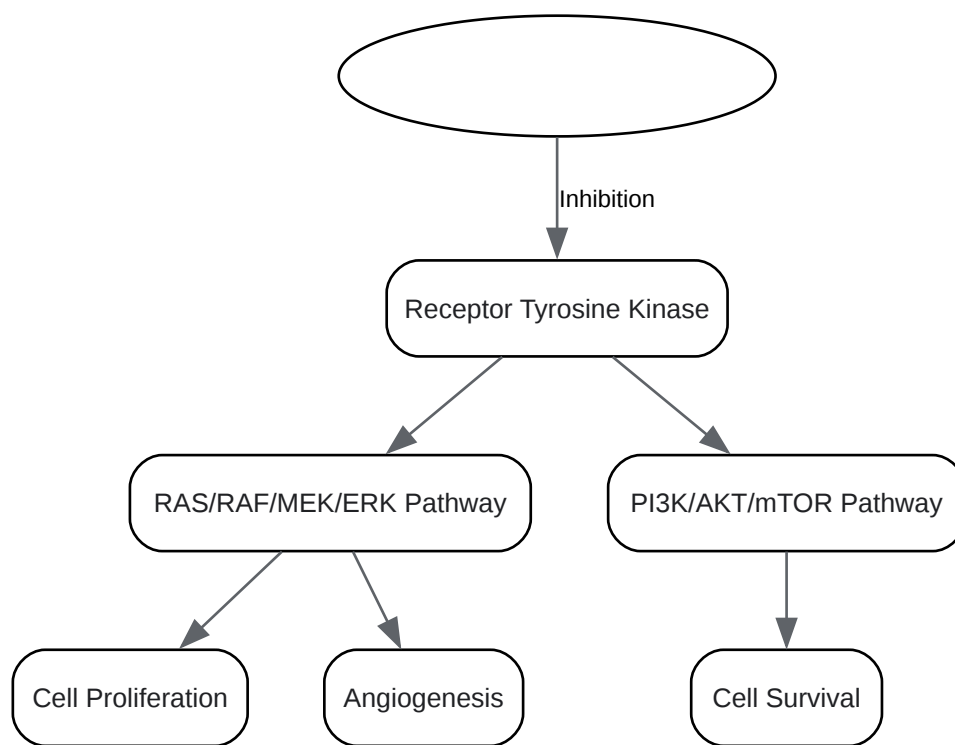 Inhibition
Receptor Tyrosine Kinase
RAS/RAF/MEK/ERK Pathway
PI3K/AKT/mTOR Pathway
Cell Proliferation
Angiogenesis
Cell Survival